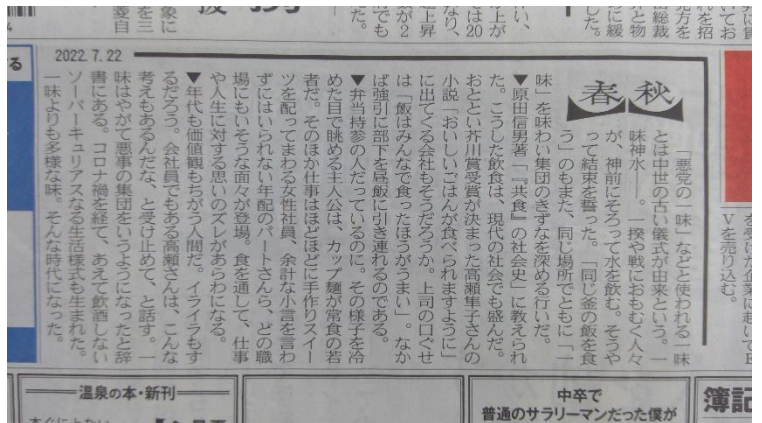 2022.7.22
春秋
「悪党の一味」などと使われる一味
とは中世の古い儀式が由来という。一
味神水――。一揆や戦におもむく人々
が、神前にそろって水を飲む。そうや
って結束を誓った。「同じ釜の飯を食
う」のもまた、同じ場所でともに「一
味」を味わい集団のきずなを深める行いだ。
▼原田信男著「『共食』の社会史」に教えられ
た。こうした飲食は、現代の社会でも盛んだ。
おととい芥川賞受賞が決まった高瀬隼子さんの
小説「おいしいごはんが食べられますように」
に出てくる会社もそうだろうか。上司の口ぐせ
は「飯はみんなで食ったほうがうまい」。なか
ば強引に部下を昼飯に引き連れるのである。
▼弁当持参の人だっているのに。その様子を冷
めた目で眺める主人公は、カップ麺が常食の若
者だ。そのほか仕事はほどほどに手作りスイー
ツを配ってまわる女性社員、余計な小言を言わ
ずにはいられない年配のパートさんら、どの職
場にもいそうな面々が登場。食を通して、仕事
や人生に対する思いのズレがあらわになる。
▼年代も価値観もちがう人間だ。イライラもす
るだろう。会社員でもある高瀬さんは、こんな
考えもあるんだな、と受け止めて、と話す。一
味はやがて悪事の集団をいうようになったと辞
書にある。コロナ禍を経て、あえて飲酒しない
ソーバーキュリアスなる生活様式も生まれた。
一味よりも多様な味。そんな時代になった。
を受けた企業に赴いてE
Vを売り込む。
温泉の本・新刊
中卒で
普通のサラリーマンだった僕が
簿記